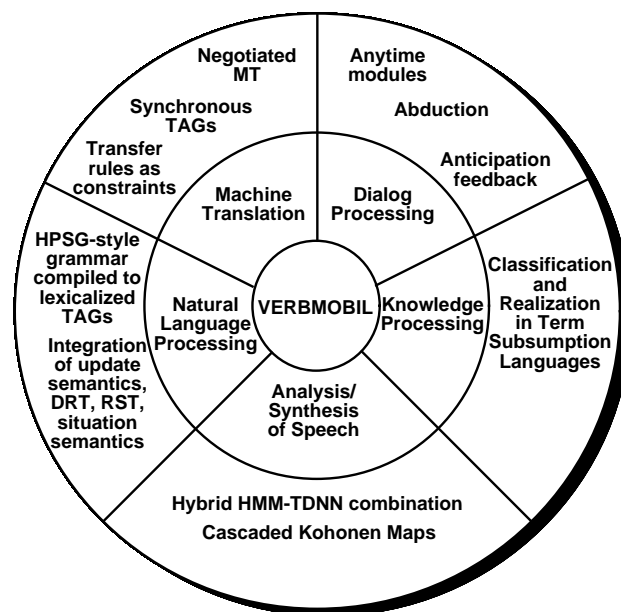 Negotiated
MT
Synchronous
TAGs
Transfer
rules as
constraints
Anytime
modules
Abduction
Anticipation
feedback
Machine
Translation
Dialog
Processing
HPSG-style
grammar
compiled to
lexicalized
TAGs
Integration
of update
semantics,
DRT, RST,
situation
semantics
Natural
Language
Processing
VERBMOBIL
Knowledge
Processing
Classification
and
Realization
in Term
Subsumption
Languages
Analysis/
Synthesis
of Speech
Hybrid HMM-TDNN combination
Cascaded Kohonen Maps